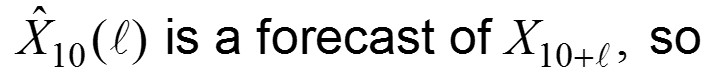 X̂₁₀(ℓ) is a forecast of X₁₀₊ℓ, so